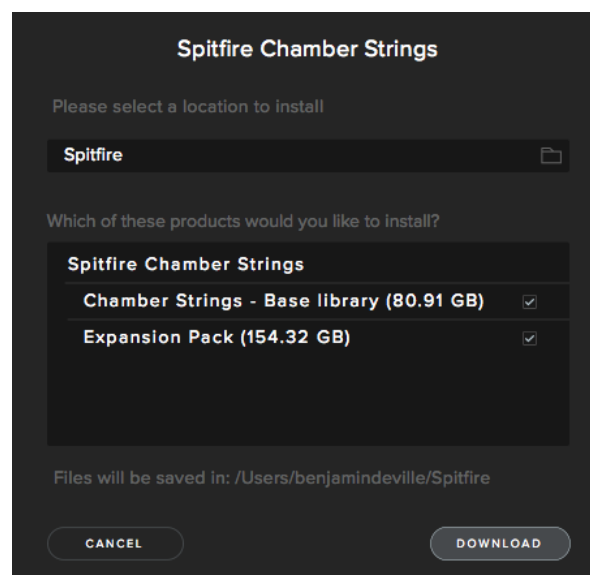 Spitfire Chamber Strings
Please select a location to install
Spitfire
Which of these products would you like to install?
Spitfire Chamber Strings
Chamber Strings - Base library (80.91 GB)
Expansion Pack (154.32 GB)
Files will be saved in: /Users/benjamindeville/Spitfire
CANCEL DOWNLOAD